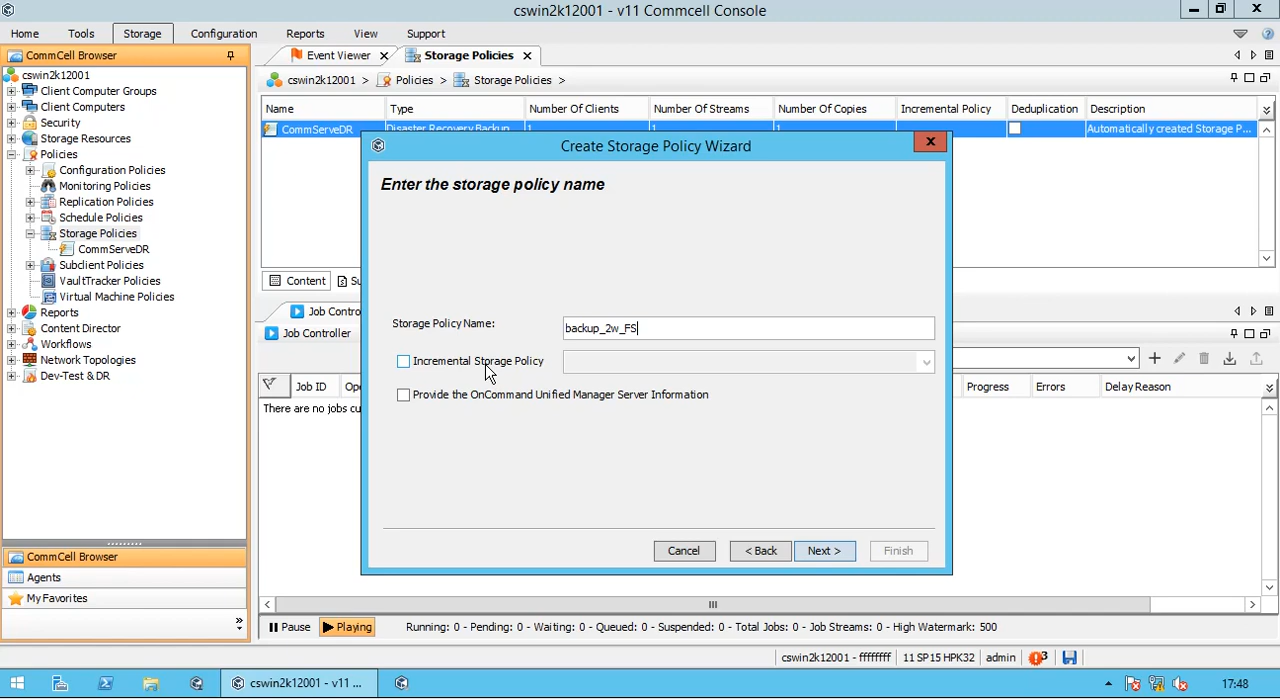 cswin2k12001 - v11 Commcell Console
Home Tools Storage Configuration Reports View Support
CommCell Browser
cswin2k12001
Client Computer Groups
Client Computers
Security
Storage Resources
Policies
Configuration Policies
Monitoring Policies
Replication Policies
Schedule Policies
Storage Policies
CommServeDR
Subclient Policies
VaultTracker Policies
Virtual Machine Policies
Reports
Content Director
Workflows
Network Topologies
Dev-Test & DR
CommCell Browser
Agents
My Favorites
Event Viewer Storage Policies
cswin2k12001 > Policies > Storage Policies >
Name Type Number Of Clients Number Of Streams Number Of Copies Incremental Policy Deduplication Description
CommServeDR Disaster Recovery Backup 1 1 1 Automatically created Storage P...
Create Storage Policy Wizard
Enter the storage policy name
Storage Policy Name: backup_2w_FS
Incremental Storage Policy
Provide the OnCommand Unified Manager Server Information
Cancel < Back Next > Finish
Content Su
Job Contro
Job Controller
Job ID Ope Progress Errors Delay Reason
There are no jobs cu
Pause Playing Running: 0 - Pending: 0 - Waiting: 0 - Queued: 0 - Suspended: 0 - Total Jobs: 0 - Job Streams: 0 - High Watermark: 500
cswin2k12001 - ffffffff 11 SP15 HPK32 admin 3
cswin2k12001 - v11 ... 17:48